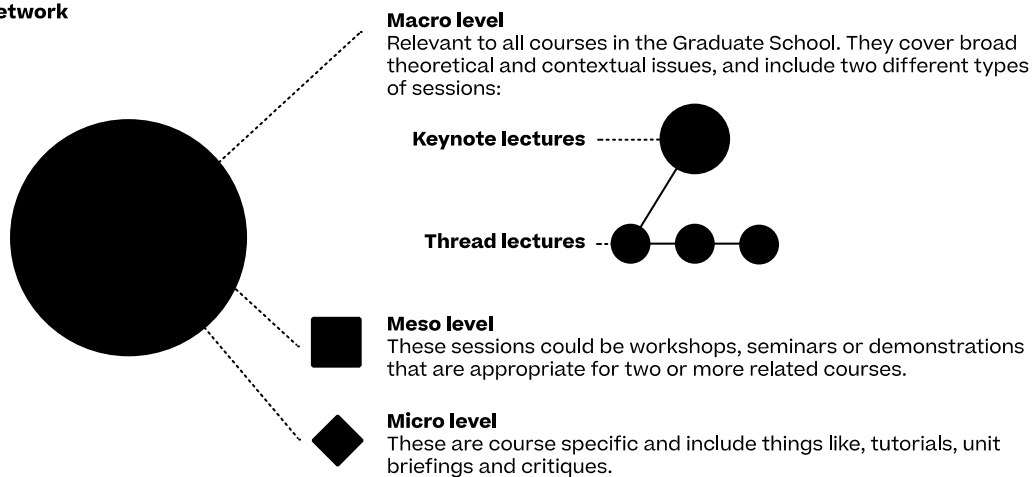 etwork
Macro level
Relevant to all courses in the Graduate School. They cover broad
theoretical and contextual issues, and include two different types
of sessions:
Keynote lectures
Thread lectures
Meso level
These sessions could be workshops, seminars or demonstrations
that are appropriate for two or more related courses.
Micro level
These are course specific and include things like, tutorials, unit
briefings and critiques.